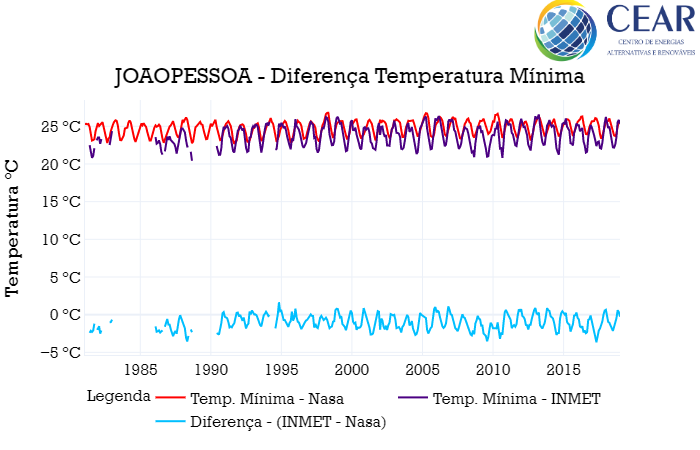 CEAR
CENTRO DE ENERGIAS
ALTERNATIVAS E RENOVÁVEIS
JOAOPESSOA - Diferença Temperatura Mínima
Temperatura °C
25 °C
20 °C
15 °C
10 °C
5 °C
0 °C
−5 °C
1985 1990 1995 2000 2005 2010 2015
Legenda Temp. Mínima - Nasa Temp. Mínima - INMET
Diferença - (INMET - Nasa)